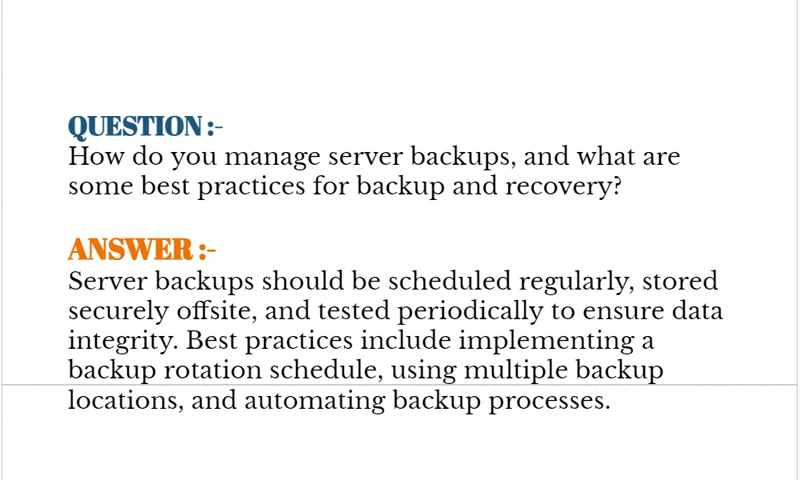 QUESTION :-
How do you manage server backups, and what are
some best practices for backup and recovery?
ANSWER :-
Server backups should be scheduled regularly, stored
securely offsite, and tested periodically to ensure data
integrity. Best practices include implementing a
backup rotation schedule, using multiple backup
locations, and automating backup processes.